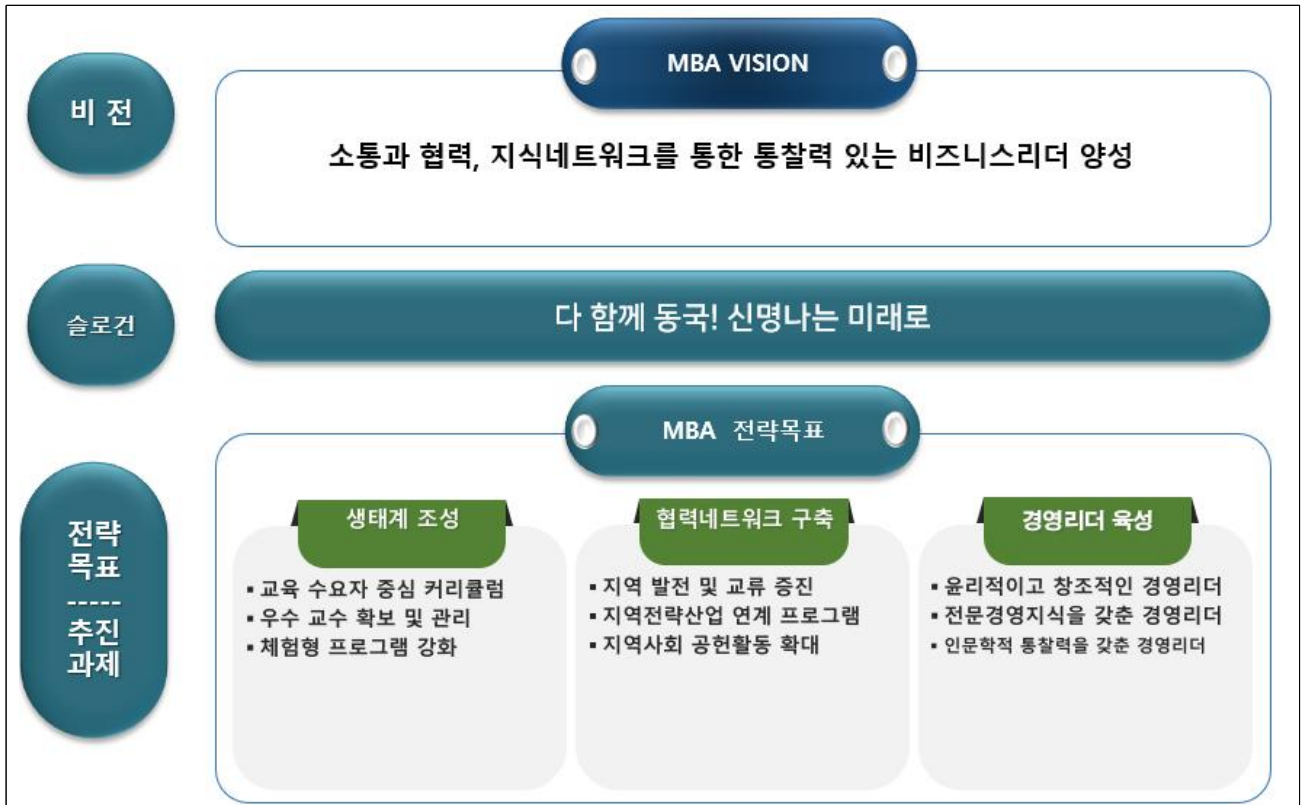 MBA VISION
비 전
소통과 협력, 지식네트워크를 통한 통찰력 있는 비즈니스리더 양성
슬로건
다 함께 동국! 신명나는 미래로
MBA 전략목표
전략
목표
-----
추진
과제
생태계 조성
▪ 교육 수요자 중심 커리큘럼
▪ 우수 교수 확보 및 관리
▪ 체험형 프로그램 강화
협력네트워크 구축
▪ 지역 발전 및 교류 증진
▪ 지역전략산업 연계 프로그램
▪ 지역사회 공헌활동 확대
경영리더 육성
▪ 윤리적이고 창조적인 경영리더
▪ 전문경영지식을 갖춘 경영리더
▪ 인문학적 통찰력을 갖춘 경영리더